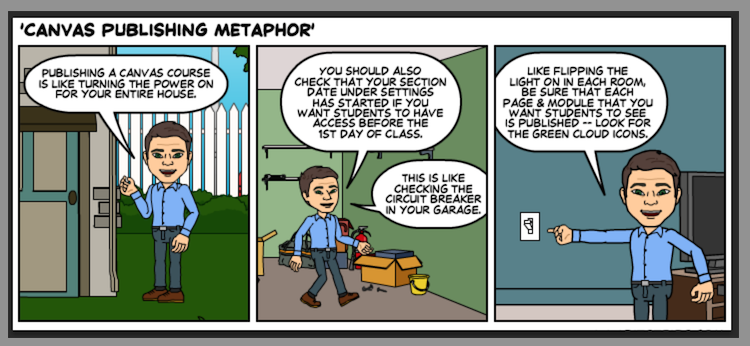 'CANVAS PUBLISHING METAPHOR'
PUBLISHING A CANVAS COURSE
IS LIKE TURNING THE POWER ON
FOR YOUR ENTIRE HOUSE.
YOU SHOULD ALSO
CHECK THAT YOUR SECTION
DATE UNDER SETTINGS
HAS STARTED IF YOU
WANT STUDENTS TO HAVE
ACCESS BEFORE THE
1ST DAY OF CLASS.
THIS IS LIKE
CHECKING THE
CIRCUIT BREAKER
IN YOUR GARAGE.
LIKE FLIPPING THE
LIGHT ON IN EACH ROOM,
BE SURE THAT EACH
PAGE & MODULE THAT YOU
WANT STUDENTS TO SEE
IS PUBLISHED -- LOOK FOR
THE GREEN CLOUD ICONS.